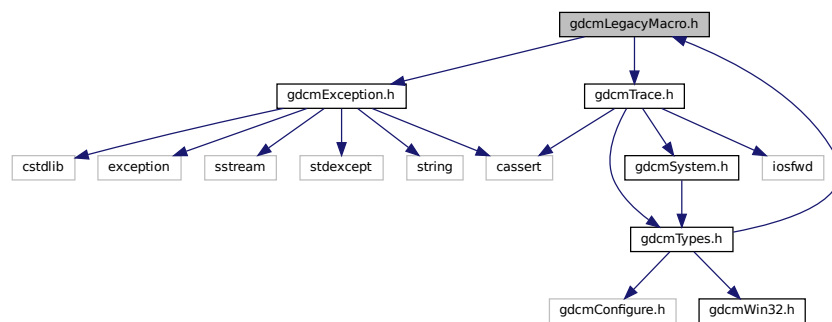 gdcmLegacyMacro.h
gdcmException.h
gdcmTrace.h
cstdlib
exception
sstream
stdexcept
string
cassert
gdcmSystem.h
iosfwd
gdcmTypes.h
gdcmConfigure.h
gdcmWin32.h